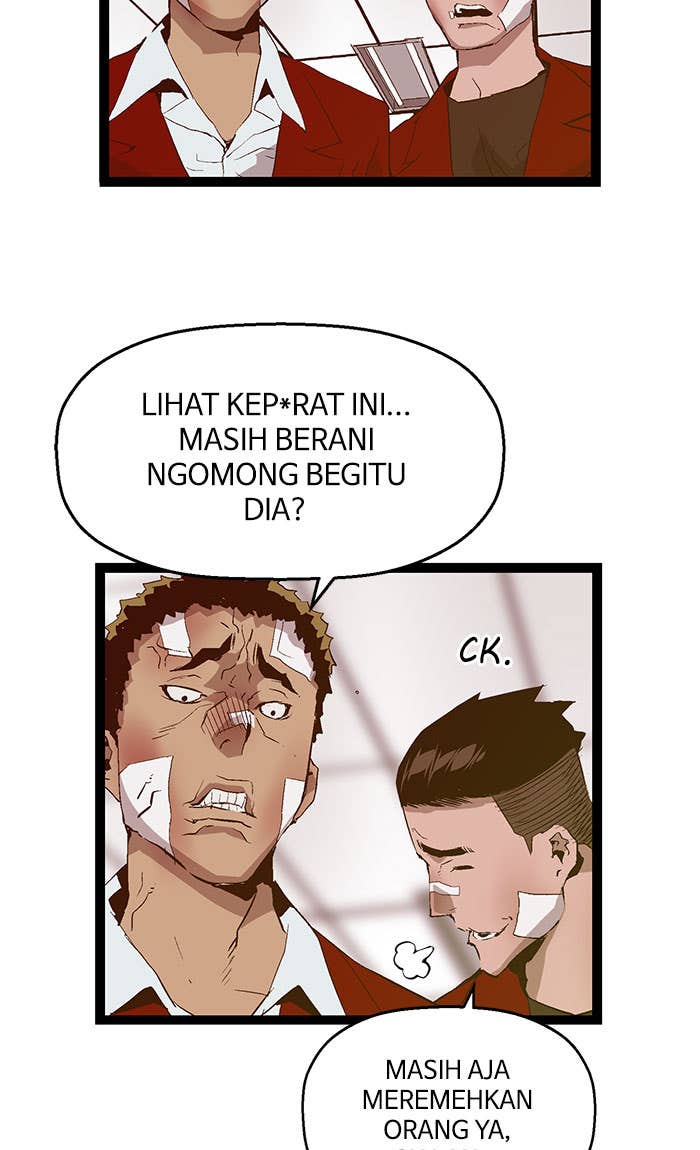 LIHAT KEP*RAT INI...
MASIH BERANI
NGOMONG BEGITU
DIA?
CK.
MASIH AJA
MEREMEHKAN
ORANG YA,